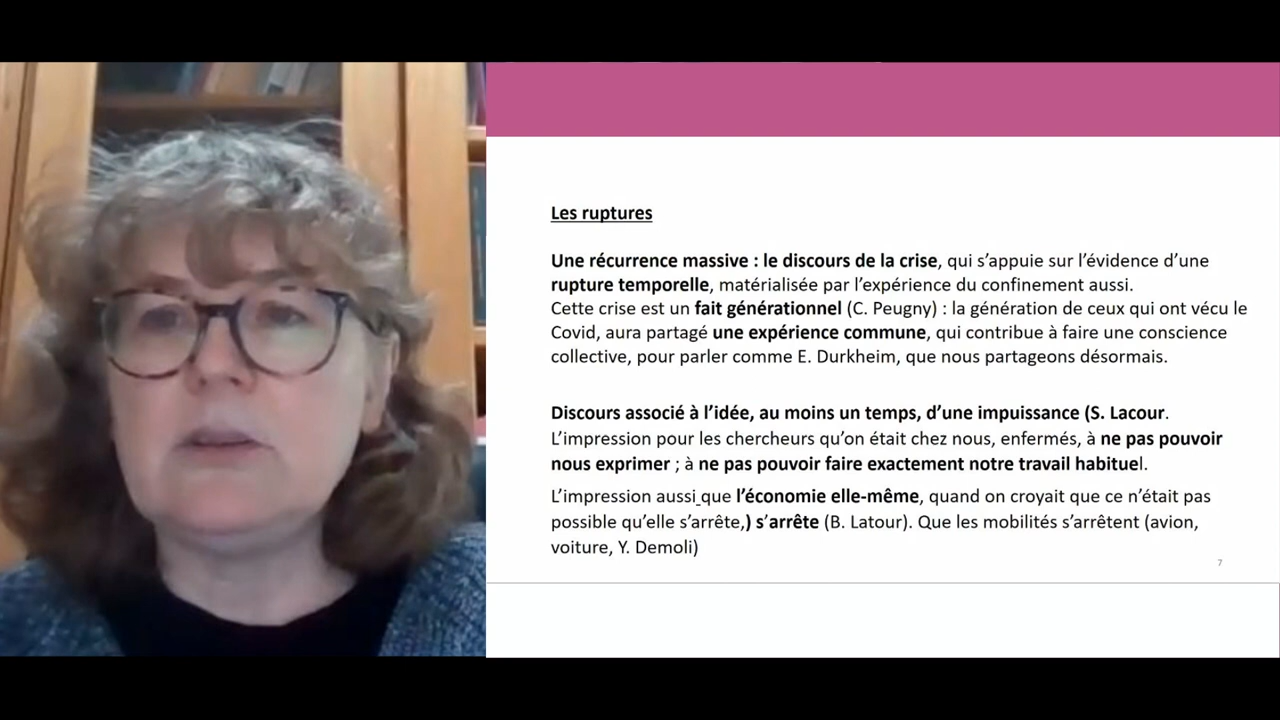 Les ruptures
Une récurrence massive : le discours de la crise, qui s’appuie sur l’évidence d’une
rupture temporelle, matérialisée par l’expérience du confinement aussi.
Cette crise est un fait générationnel (C. Peugny) : la génération de ceux qui ont vécu le
Covid, aura partagé une expérience commune, qui contribue à faire une conscience
collective, pour parler comme E. Durkheim, que nous partageons désormais.
Discours associé à l’idée, au moins un temps, d’une impuissance (S. Lacour.
L’impression pour les chercheurs qu’on était chez nous, enfermés, à ne pas pouvoir
nous exprimer ; à ne pas pouvoir faire exactement notre travail habituel.
L’impression aussi que l’économie elle-même, quand on croyait que ce n’était pas
possible qu’elle s’arrête,) s’arrête (B. Latour). Que les mobilités s’arrêtent (avion,
voiture, Y. Demoli)
7